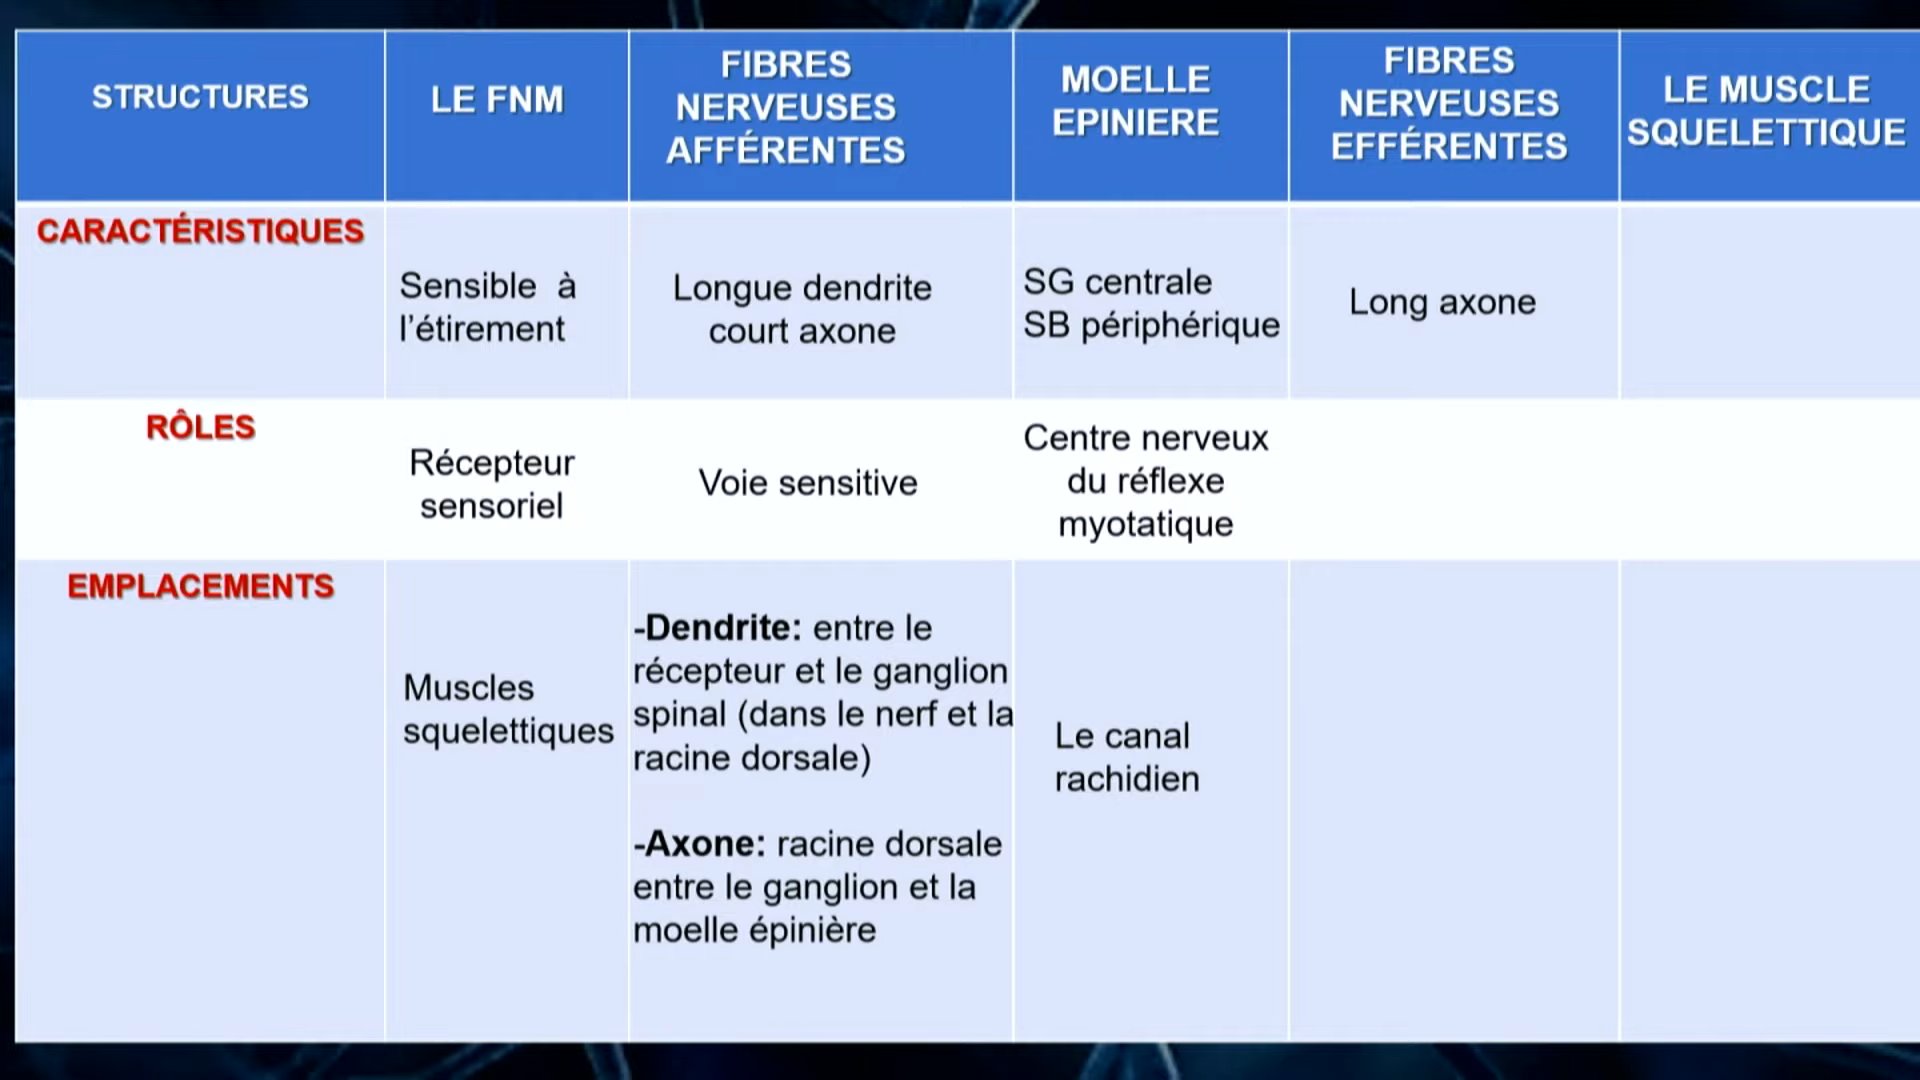 STRUCTURES
LE FNM
FIBRES
NERVEUSES
AFFÉRENTES
MOELLE
EPINIERE
FIBRES
NERVEUSES
EFFÉRENTES
LE MUSCLE
SQUELETTIQUE
CARACTÉRISTIQUES
Sensible à
l’étirement
Longue dendrite
court axone
SG centrale
SB périphérique
Long axone
RÔLES
Récepteur
sensoriel
Voie sensitive
Centre nerveux
du réflexe
myotatique
EMPLACEMENTS
Muscles
squelettiques
-Dendrite: entre le
récepteur et le ganglion
spinal (dans le nerf et la
racine dorsale)
-Axone: racine dorsale
entre le ganglion et la
moelle épinière
Le canal
rachidien